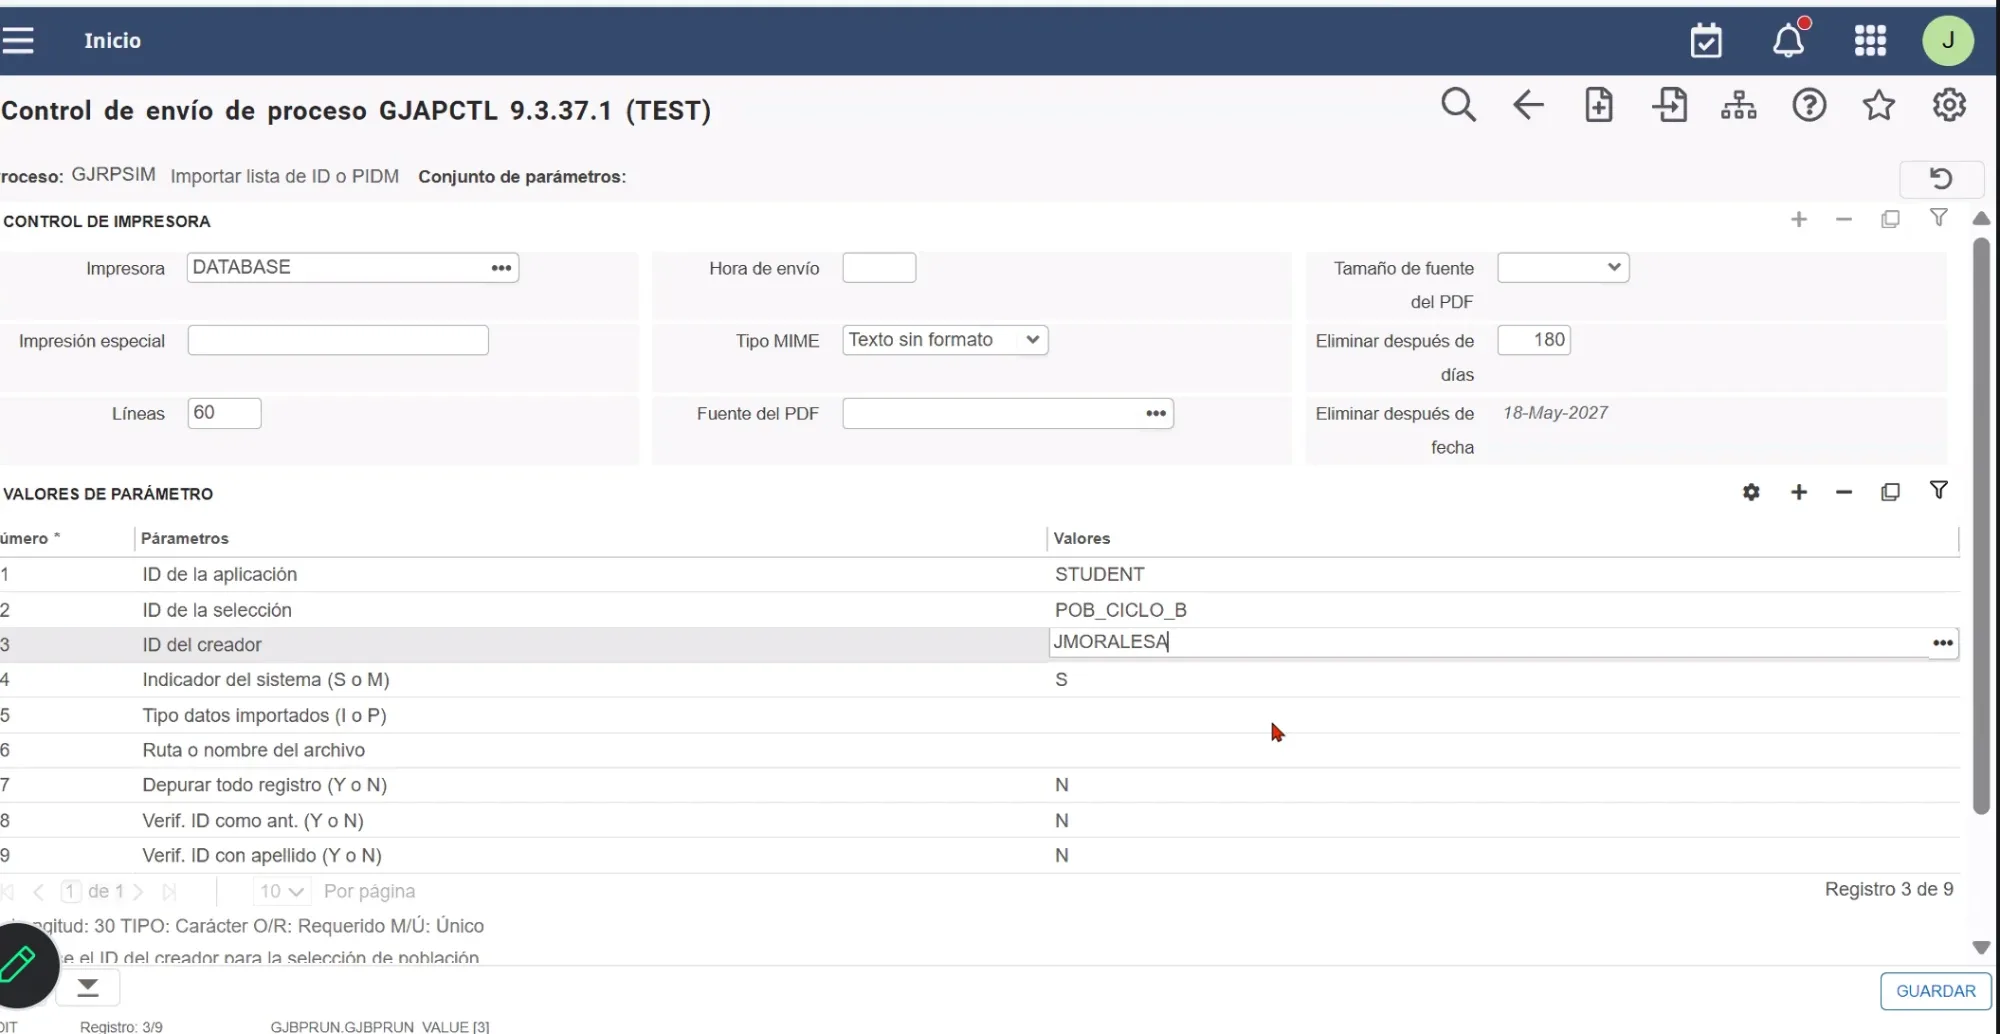 Inicio
J
Control de envío de proceso GJAPCTL 9.3.37.1 (TEST)
roceso: GJRPSIM Importar lista de ID o PIDM Conjunto de parámetros:
CONTROL DE IMPRESORA
Impresora DATABASE Hora de envío Tamaño de fuente
del PDF
Impresión especial Tipo MIME Texto sin formato Eliminar después de 180
días
Líneas 60 Fuente del PDF Eliminar después de 18-May-2027
fecha
VALORES DE PARÁMETRO
úmero * Párametros Valores
1 ID de la aplicación STUDENT
2 ID de la selección POB_CICLO_B
3 ID del creador JMORALESA
4 Indicador del sistema (S o M) S
5 Tipo datos importados (I o P)
6 Ruta o nombre del archivo
7 Depurar todo registro (Y o N) N
8 Verif. ID como ant. (Y o N) N
9 Verif. ID con apellido (Y o N) N
1 de 1 10 Por página Registro 3 de 9
ngitud: 30 TIPO: Carácter O/R: Requerido M/Ú: Único
e el ID del creador para la selección de población
GUARDAR
DIT Registro: 3/9 GJBPRUN.GJBPRUN_VALUE [3]